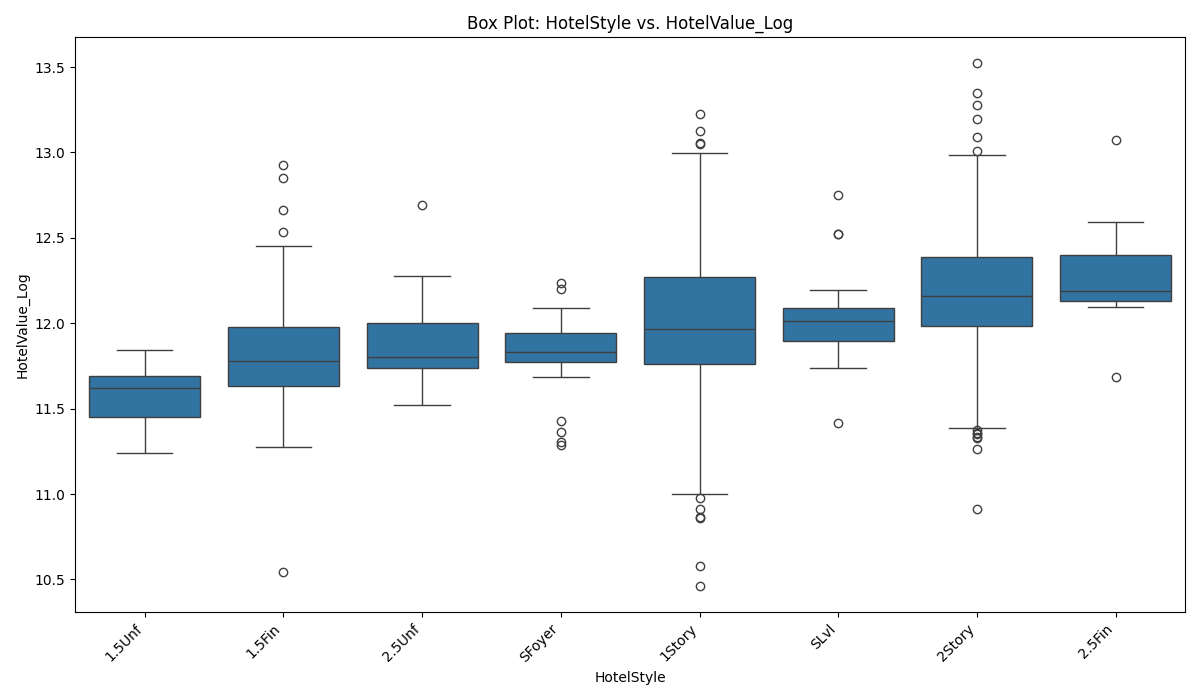 Box Plot: HotelStyle vs. HotelValue_Log
HotelValue_Log
13.5
13.0
12.5
12.0
11.5
11.0
10.5
1.5Unf
1.5Fin
2.5Unf
SFoyer
1Story
SLvl
2Story
2.5Fin
HotelStyle